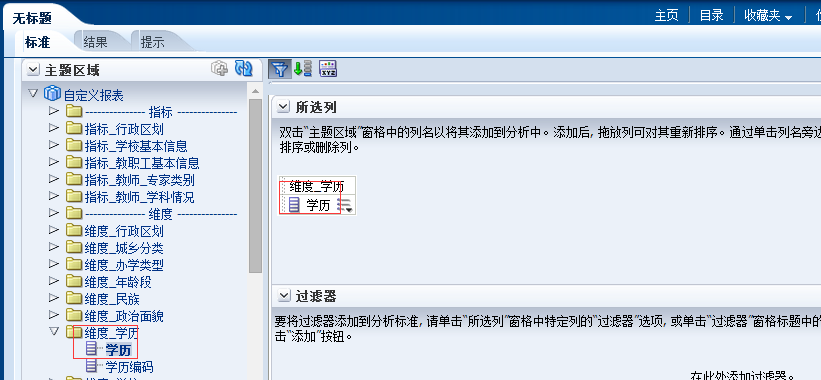 无标题
主页 目录 收藏夹
标准 结果 提示
主题区域
自定义报表
--------------- 指标 ---------------
指标_行政区划
指标_学校基本信息
指标_教职工基本信息
指标_教师_专家类别
指标_教师_学科情况
--------------- 维度 ---------------
维度_行政区划
维度_城乡分类
维度_办学类型
维度_年龄段
维度_民族
维度_政治面貌
维度_学历
学历
学历编码
所选列
双击“主题区域”窗格中的列名以将其添加到分析中。添加后, 拖放列可对其重新排序。通过单击列名旁边
排序或删除列。
维度_学历
学历
过滤器
要将过滤器添加到分析标准, 请单击“所选列”窗格中特定列的“过滤器”选项, 或单击“过滤器”窗格标题中的
击“添加”按钮。
在此处添加过滤器。